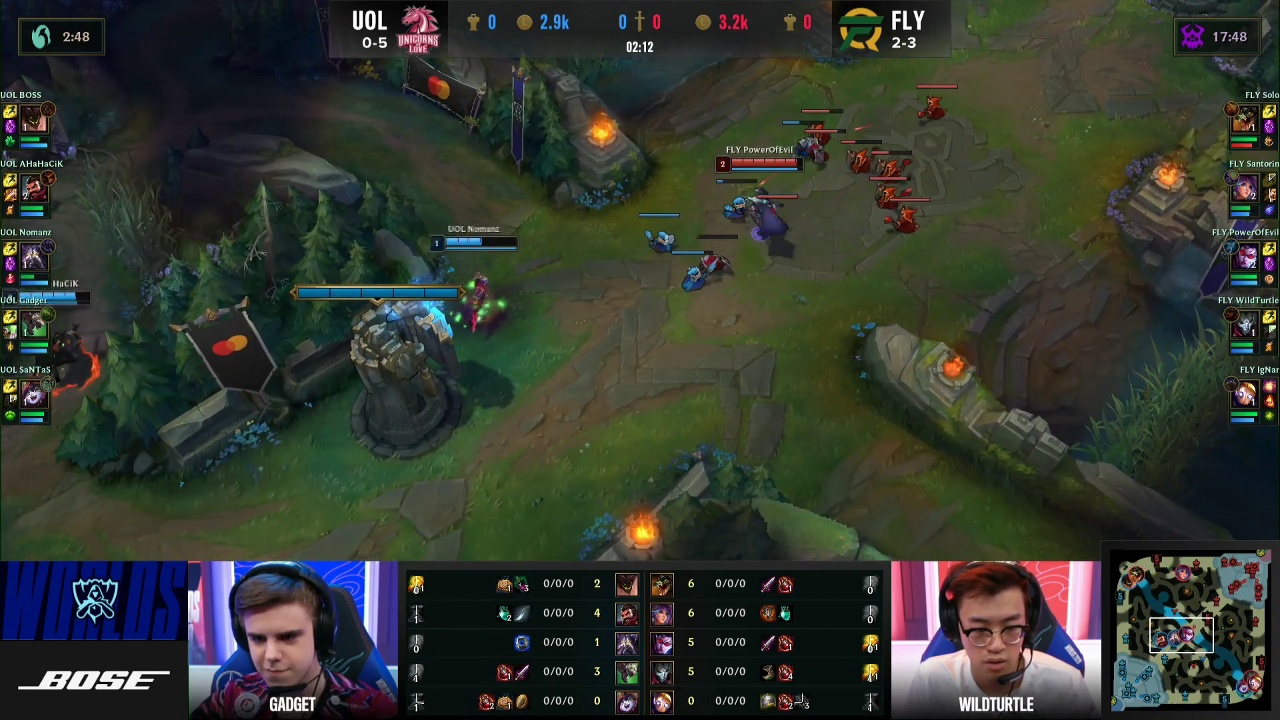 2:48
UOL
0-5
UNICORNS
LOVE
0
2.9k
0
0
3.2k
0
02:12
FLY
2-3
17:48
UOL BOSS
UOL AHaHaCiK
UOL Nomanz
HaCiK
UOL Gadget
UOL SaNTaS
FLY Solo
FLY Santorin
FLY PowerOfEvil
FLY WildTurtle
FLY IgNar
FLY PowerOfEvil
2
UOL Nomanz
1
0/0/0 2 6 0/0/0
0/0/0 4 6 0/0/0
0/0/0 1 5 0/0/0
0/0/0 3 5 0/0/0
0/0/0 0 0 0/0/0
WORLDS
BOSE
GADGET
WILDTURTLE